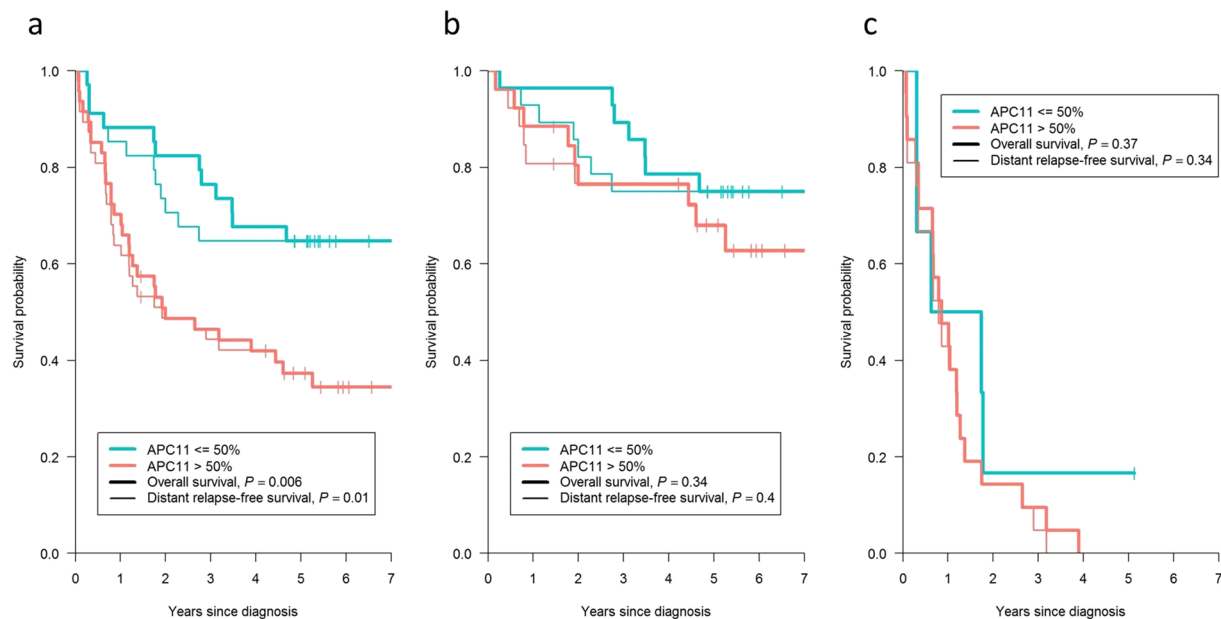 a
b
c
1.0
0.8
0.6
0.4
0.2
0.0
Survival probability
APC11 <= 50%
APC11 > 50%
Overall survival, P = 0.006
Distant relapse-free survival, P = 0.01
0 1 2 3 4 5 6 7
Years since diagnosis
1.0
0.8
0.6
0.4
0.2
0.0
Survival probability
APC11 <= 50%
APC11 > 50%
Overall survival, P = 0.34
Distant relapse-free survival, P = 0.4
0 1 2 3 4 5 6 7
Years since diagnosis
1.0
0.8
0.6
0.4
0.2
0.0
Survival probability
APC11 <= 50%
APC11 > 50%
Overall survival, P = 0.37
Distant relapse-free survival, P = 0.34
0 1 2 3 4 5 6 7
Years since diagnosis